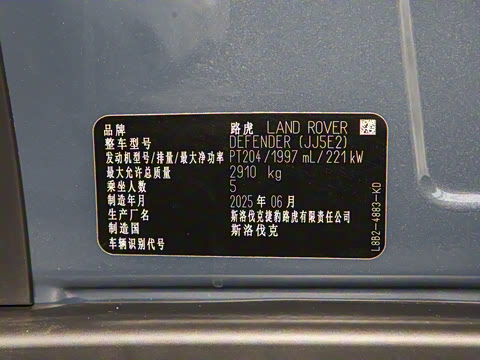 品牌 路虎 LAND ROVER
整车型号 DEFENDER (JJ5E2)
发动机型号/排量/最大净功率 PT204/1997 mL/221 kW
最大允许总质量 2910 kg
乘坐人数 5
制造年月 2025 年 06 月
制造商 斯洛伐克捷豹路虎有限责任公司
制造国 斯洛伐克
车辆识别代号
L8B2-4883-KD